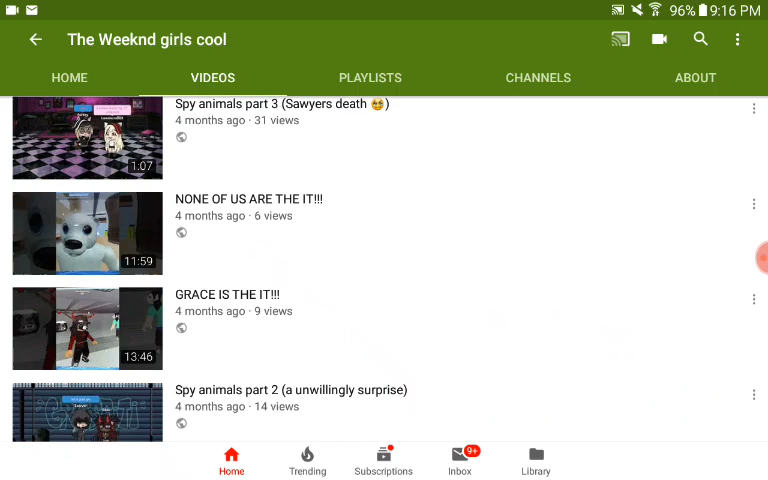 96% 9:16 PM
The Weeknd girls cool
HOME VIDEOS PLAYLISTS CHANNELS ABOUT
Spy animals part 3 (Sawyers death 🥺)
4 months ago · 31 views
1:07
NONE OF US ARE THE IT!!!
4 months ago · 6 views
11:59
GRACE IS THE IT!!!
4 months ago · 9 views
13:46
Spy animals part 2 (a unwillingly surprise)
4 months ago · 14 views
9+
Home Trending Subscriptions Inbox Library